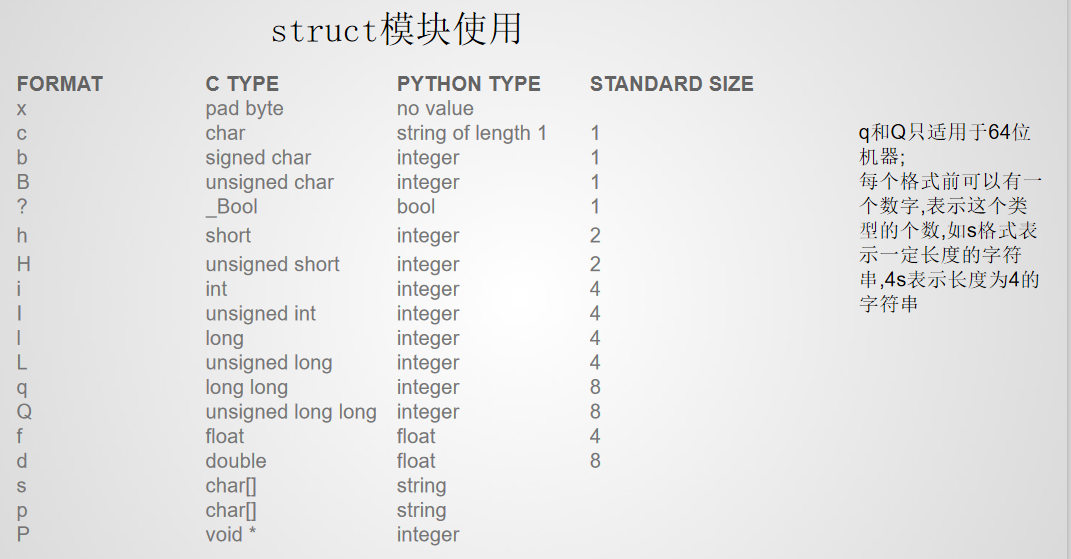 struct模块使用
FORMAT C TYPE PYTHON TYPE STANDARD SIZE
x pad byte no value
c char string of length 1 1
b signed char integer 1
B unsigned char integer 1
? _Bool bool 1
h short integer 2
H unsigned short integer 2
i int integer 4
I unsigned int integer 4
l long integer 4
L unsigned long integer 4
q long long integer 8
Q unsigned long long integer 8
f float float 4
d double float 8
s char[] string
p char[] string
P void * integer
q和Q只适用于64位
机器;
每个格式前可以有一
个数字,表示这个类
型的个数,如s格式表
示一定长度的字符
串,4s表示长度为4的
字符串